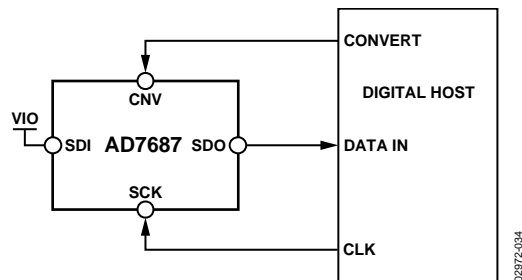 CONVERT
CNV
DIGITAL HOST
VIO
SDI AD7687 SDO
DATA IN
SCK
CLK
02972-034